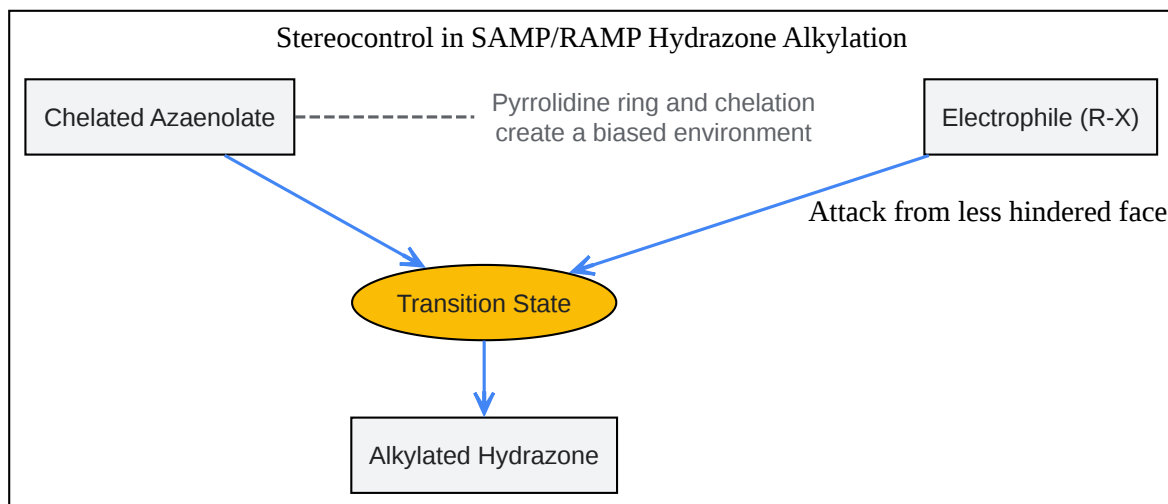 Stereocontrol in SAMP/RAMP Hydrazone Alkylation
Chelated Azaenolate
Pyrrolidine ring and chelation
create a biased environment
Electrophile (R-X)
Attack from less hindered face
Transition State
Alkylated Hydrazone